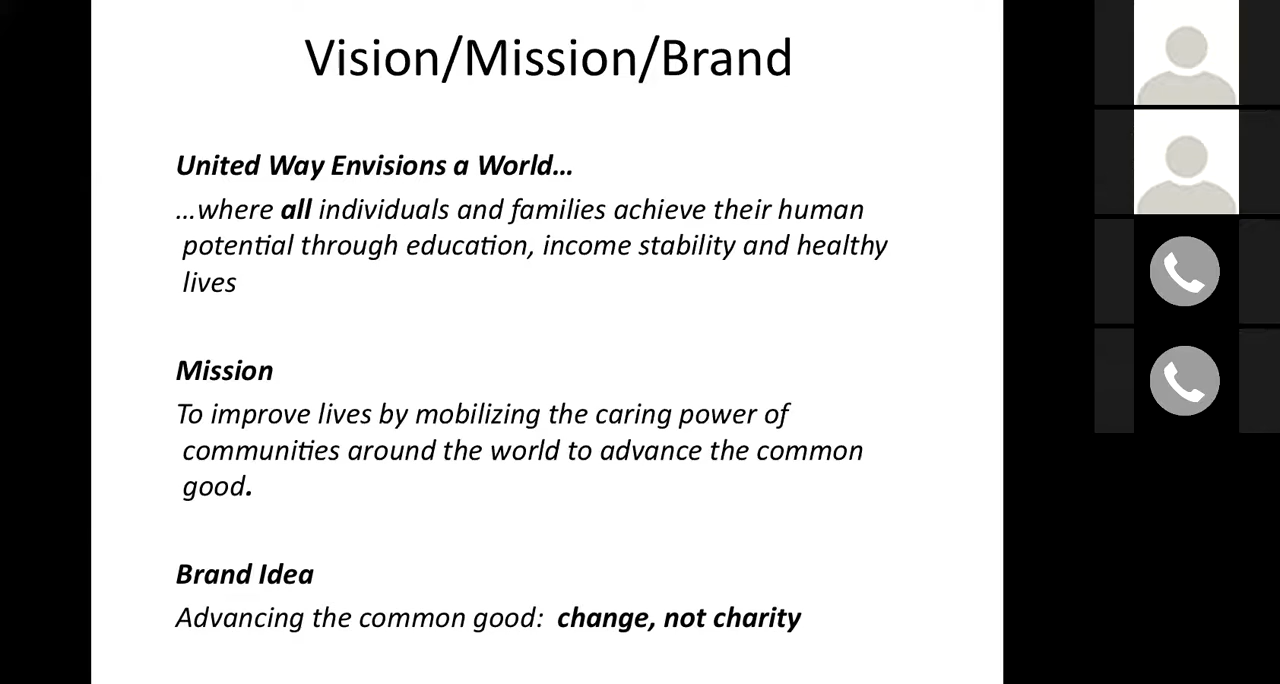 Vision/Mission/Brand
United Way Envisions a World…
…where all individuals and families achieve their human
potential through education, income stability and healthy
lives
Mission
To improve lives by mobilizing the caring power of
communities around the world to advance the common
good.
Brand Idea
Advancing the common good:  change, not charity